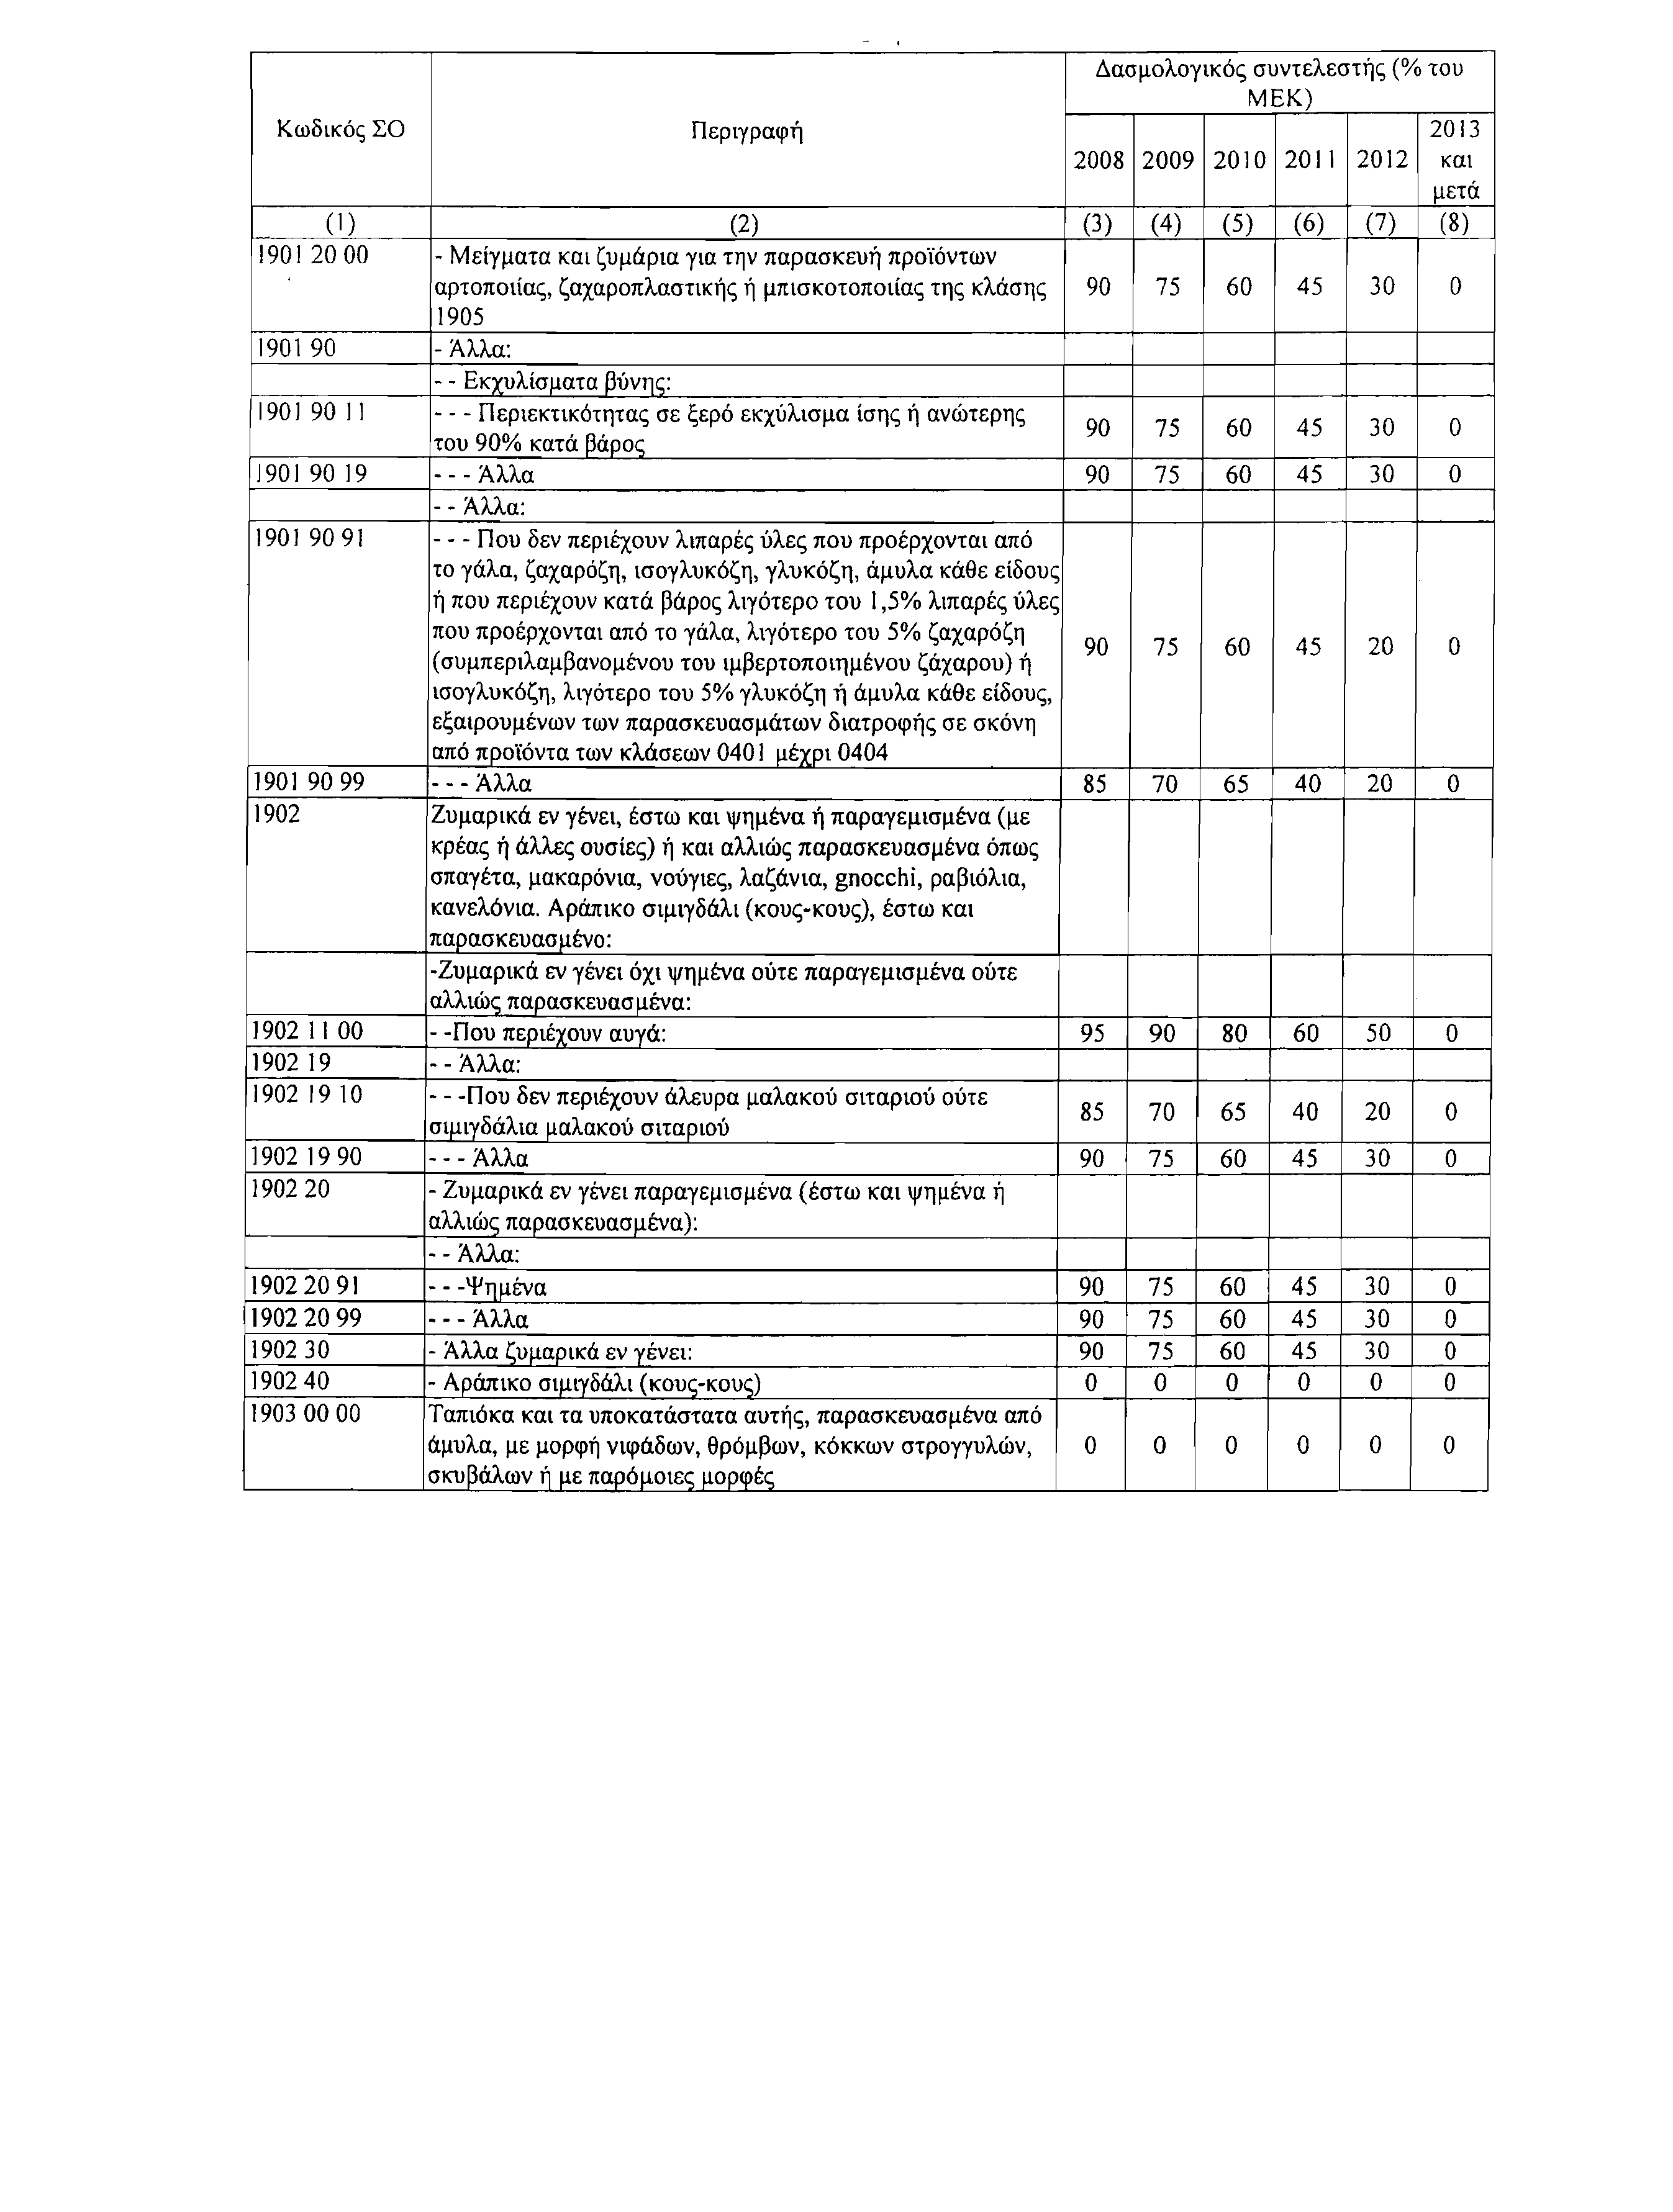 Κωδικός ΣΟ
Περιγραφή
Δασμολογικός συντελεστής (% του
ΜΕΚ)
2008 2009 2010 2011 2012 2013
και
μετά
(1) (2) (3) (4) (5) (6) (7) (8)
1901 20 00 - Μείγματα και ζυμάρια για την παρασκευή προϊόντων
αρτοποιίας, ζαχαροπλαστικής ή μπισκοτοποιίας της κλάσης 90 75 60 45 30 0
1905
1901 90 - Άλλα:
- - Εκχυλίσματα βύνης:
1901 90 11 - - - Περιεκτικότητας σε ξερό εκχύλισμα ίσης ή ανώτερης
του 90% κατά βάρος 90 75 60 45 30 0
1901 90 19 - - - Άλλα 90 75 60 45 30 0
- - Άλλα:
1901 90 91 - - - Που δεν περιέχουν λιπαρές ύλες που προέρχονται από
το γάλα, ζαχαρόζη, ισογλυκόζη, γλυκόζη, άμυλα κάθε είδους
ή που περιέχουν κατά βάρος λιγότερο του 1,5% λιπαρές ύλες
που προέρχονται από το γάλα, λιγότερο του 5% ζαχαρόζη
(συμπεριλαμβανομένου του ιμβερτοποιημένου ζάχαρου) ή 90 75 60 45 20 0
ισογλυκόζη, λιγότερο του 5% γλυκόζη ή άμυλα κάθε είδους,
εξαιρουμένων των παρασκευασμάτων διατροφής σε σκόνη
από προϊόντα των κλάσεων 0401 μέχρι 0404
1901 90 99 - - - Άλλα 85 70 65 40 20 0
1902 Ζυμαρικά εν γένει, έστω και ψημένα ή παραγεμισμένα (με
κρέας ή άλλες ουσίες) ή και αλλιώς παρασκευασμένα όπως
σπαγέτα, μακαρόνια, νούγιες, λαζάνια, gnocchi, ραβιόλια,
κανελόνια. Αράπικο σιμιγδάλι (κους-κους), έστω και
παρασκευασμένο:
-Ζυμαρικά εν γένει όχι ψημένα ούτε παραγεμισμένα ούτε
αλλιώς παρασκευασμένα:
1902 11 00 - -Που περιέχουν αυγά: 95 90 80 60 50 0
1902 19 - - Άλλα:
1902 19 10 - - -Που δεν περιέχουν άλευρα μαλακού σιταριού ούτε
σιμιγδάλια μαλακού σιταριού 85 70 65 40 20 0
1902 19 90 - - - Άλλα 90 75 60 45 30 0
1902 20 - Ζυμαρικά εν γένει παραγεμισμένα (έστω και ψημένα ή
αλλιώς παρασκευασμένα):
- - Άλλα:
1902 20 91 - - -Ψημένα 90 75 60 45 30 0
1902 20 99 - - - Άλλα 90 75 60 45 30 0
1902 30 - Άλλα ζυμαρικά εν γένει: 90 75 60 45 30 0
1902 40 - Αράπικο σιμιγδάλι (κους-κους) 0 0 0 0 0 0
1903 00 00 Ταπιόκα και τα υποκατάστατα αυτής, παρασκευασμένα από
άμυλα, με μορφή νιφάδων, θρόμβων, κόκκων στρογγυλών, 0 0 0 0 0 0
σκυβάλων ή με παρόμοιες μορφές